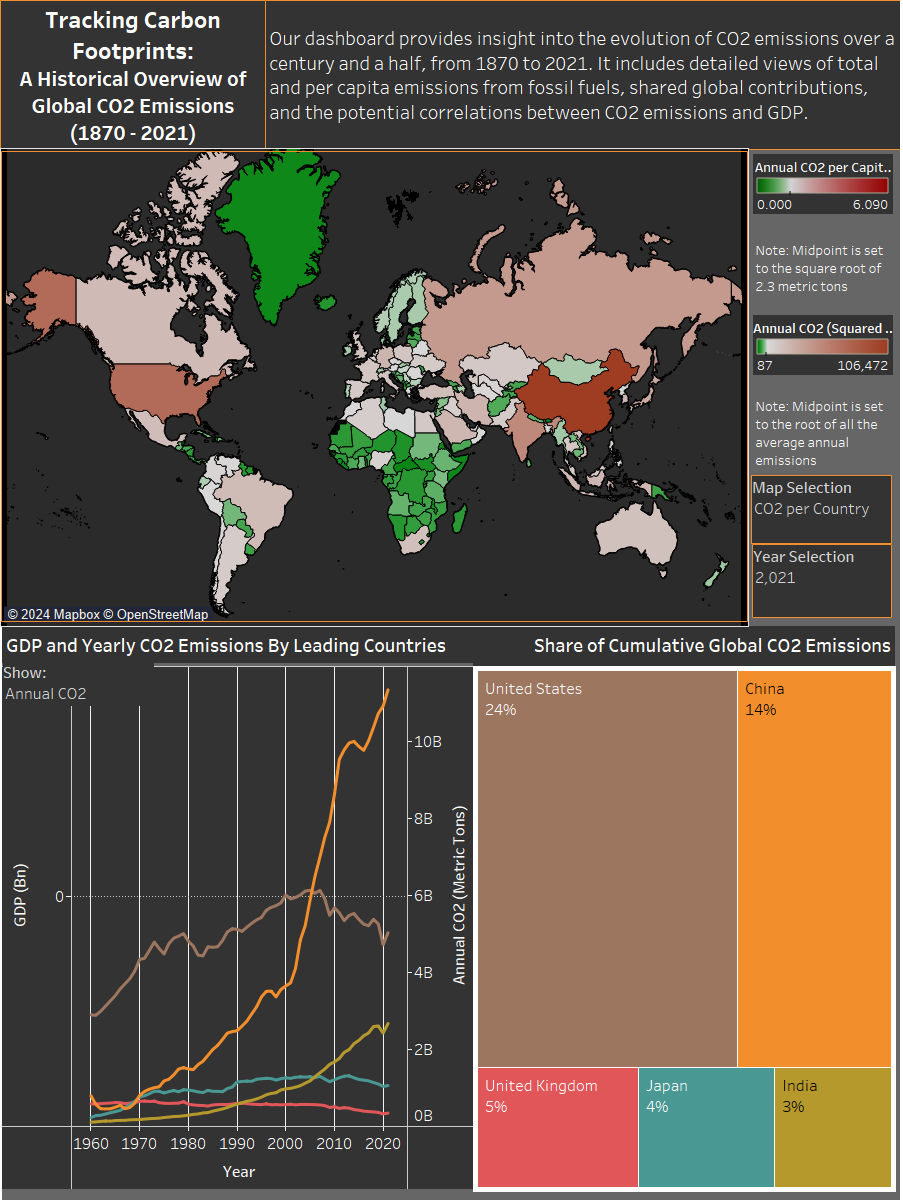 Tracking Carbon
Footprints:
A Historical Overview of
Global CO2 Emissions
(1870 - 2021)
Our dashboard provides insight into the evolution of CO2 emissions over a
century and a half, from 1870 to 2021. It includes detailed views of total
and per capita emissions from fossil fuels, shared global contributions,
and the potential correlations between CO2 emissions and GDP.
© 2024 Mapbox © OpenStreetMap
Annual CO2 per Capit..
0.000 6.090
Note: Midpoint is set
to the square root of
2.3 metric tons
Annual CO2 (Squared ..
87 106,472
Note: Midpoint is set
to the root of all the
average annual
emissions
Map Selection
CO2 per Country
Year Selection
2,021
GDP and Yearly CO2 Emissions By Leading Countries
Show:
Annual CO2
GDP (Bn)
0
10B
8B
6B
4B
2B
0B
Annual CO2 (Metric Tons)
1960 1970 1980 1990 2000 2010 2020
Year
Share of Cumulative Global CO2 Emissions
United States
24%
China
14%
United Kingdom
5%
Japan
4%
India
3%